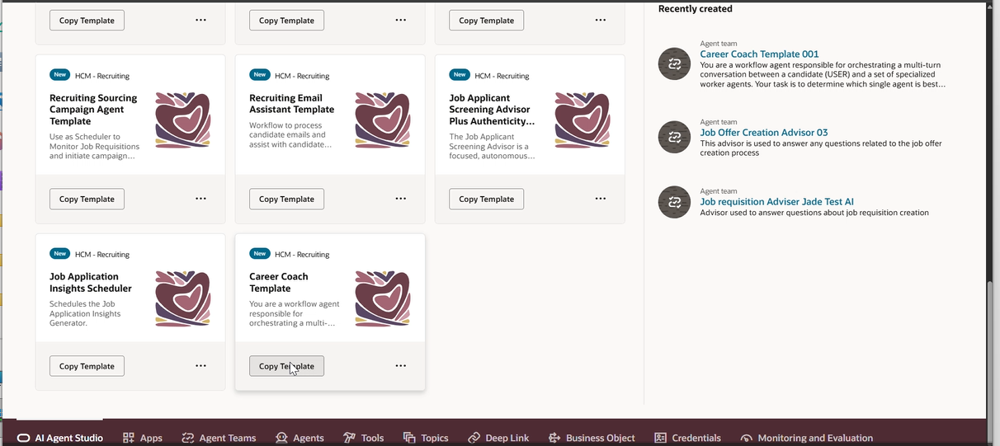 Copy Template ...
Copy Template ...
Copy Template ...
New HCM - Recruiting
Recruiting Sourcing
Campaign Agent
Template
Use as Scheduler to
Monitor Job Requisitions
and initiate campaign...
Copy Template ...
New HCM - Recruiting
Recruiting Email
Assistant Template
Workflow to process
candidate emails and
assist with candidate...
Copy Template ...
New HCM - Recruiting
Job Applicant
Screening Advisor
Plus Authenticity...
The Job Applicant
Screening Advisor is a
focused, autonomous...
Copy Template ...
New HCM - Recruiting
Job Application
Insights Scheduler
Schedules the Job
Application Insights
Generator.
Copy Template ...
New HCM - Recruiting
Career Coach
Template
You are a workflow agent
responsible for
orchestrating a multi-...
Copy Template ...
Recently created
Agent team
Career Coach Template 001
You are a workflow agent responsible for orchestrating a multi-turn
conversation between a candidate (USER) and a set of specialized
worker agents. Your task is to determine which single agent is best...
Agent team
Job Offer Creation Advisor 03
This advisor is used to answer any questions related to the job offer
creation process
Agent team
Job requisition Adviser Jade Test AI
Advisor used to answer questions about job requisition creation
AI Agent Studio Apps Agent Teams Agents Tools Topics Deep Link Business Object Credentials Monitoring and Evaluation